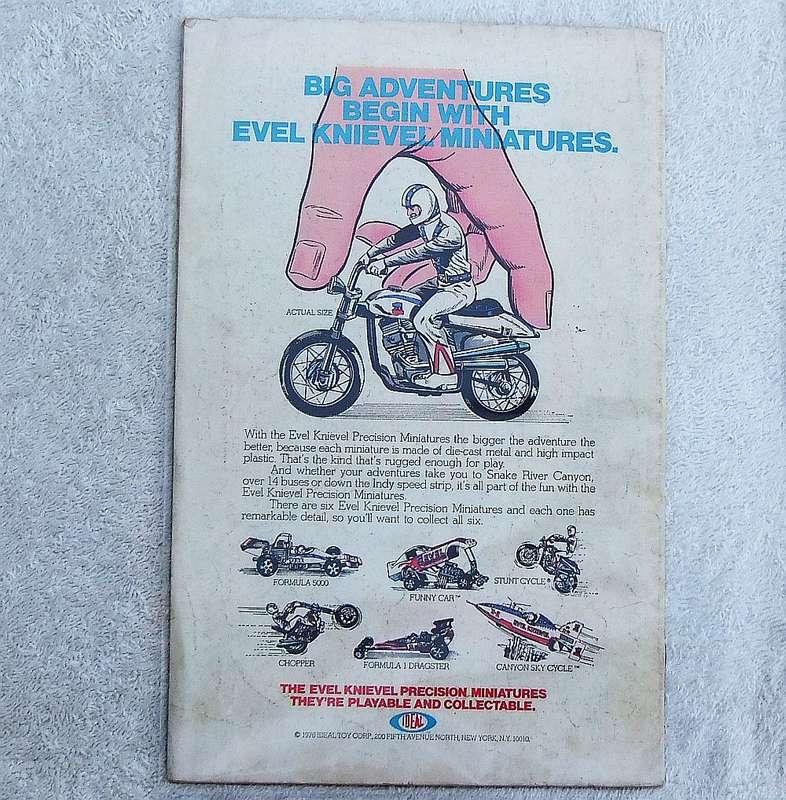 BIG ADVENTURES
BEGIN WITH
EVEL KNIEVEL MINIATURES.
ACTUAL SIZE
With the Evel Knievel Precision Miniatures the bigger the adventure the
better, because each miniature is made of die-cast metal and high impact
plastic. That's the kind that's rugged enough for play.
And whether your adventures take you to Snake River Canyon,
over 14 buses or down the Indy speed strip, it's all part of the fun with the
Evel Knievel Precision Miniatures.
There are six Evel Knievel Precision Miniatures and each one has
remarkable detail, so you'll want to collect all six.
FORMULA 5000
EVEL
FUNNY CAR™
STUNT CYCLE™
CHOPPER
FORMULA 1 DRAGSTER
EVEL KNIEVEL
CANYON SKY CYCLE™
THE EVEL KNIEVEL PRECISION MINIATURES
THEY'RE PLAYABLE AND COLLECTABLE.
IDEAL
© 1976 IDEAL TOY CORP., 200 FIFTH AVENUE NORTH, NEW YORK, N.Y. 10010.